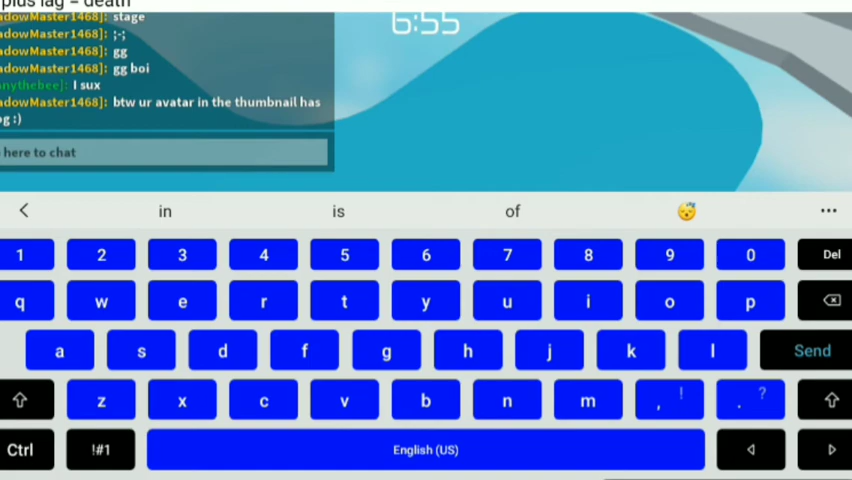 plus lag = death
adowMaster1468]: stage
adowMaster1468]: ;-;
adowMaster1468]: gg
adowMaster1468]: gg boi
anythebee]: I sux
adowMaster1468]: btw ur avatar in the thumbnail has
og :)
6:55
here to chat
in is of
1 2 3 4 5 6 7 8 9 0 Del
q w e r t y u i o p
a s d f g h j k l Send
z x c v b n m , ! . ?
Ctrl !#1 English (US)